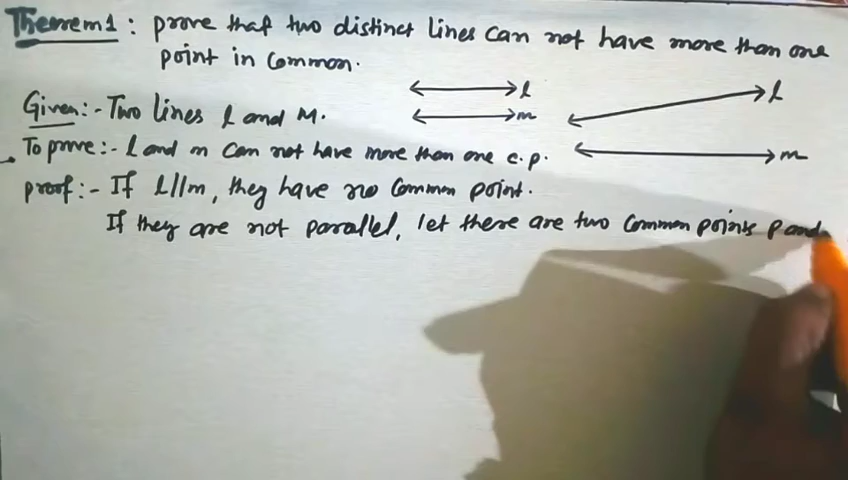 Theorem1 : prove that two distinct lines can not have more than one
point in common.
l
Given:- Two lines l and M.
m
l
To prove:- l and m can not have more than one c.p.
m
proof:- If l//m, they have no common point.
If they are not parallel, let there are two common points p and